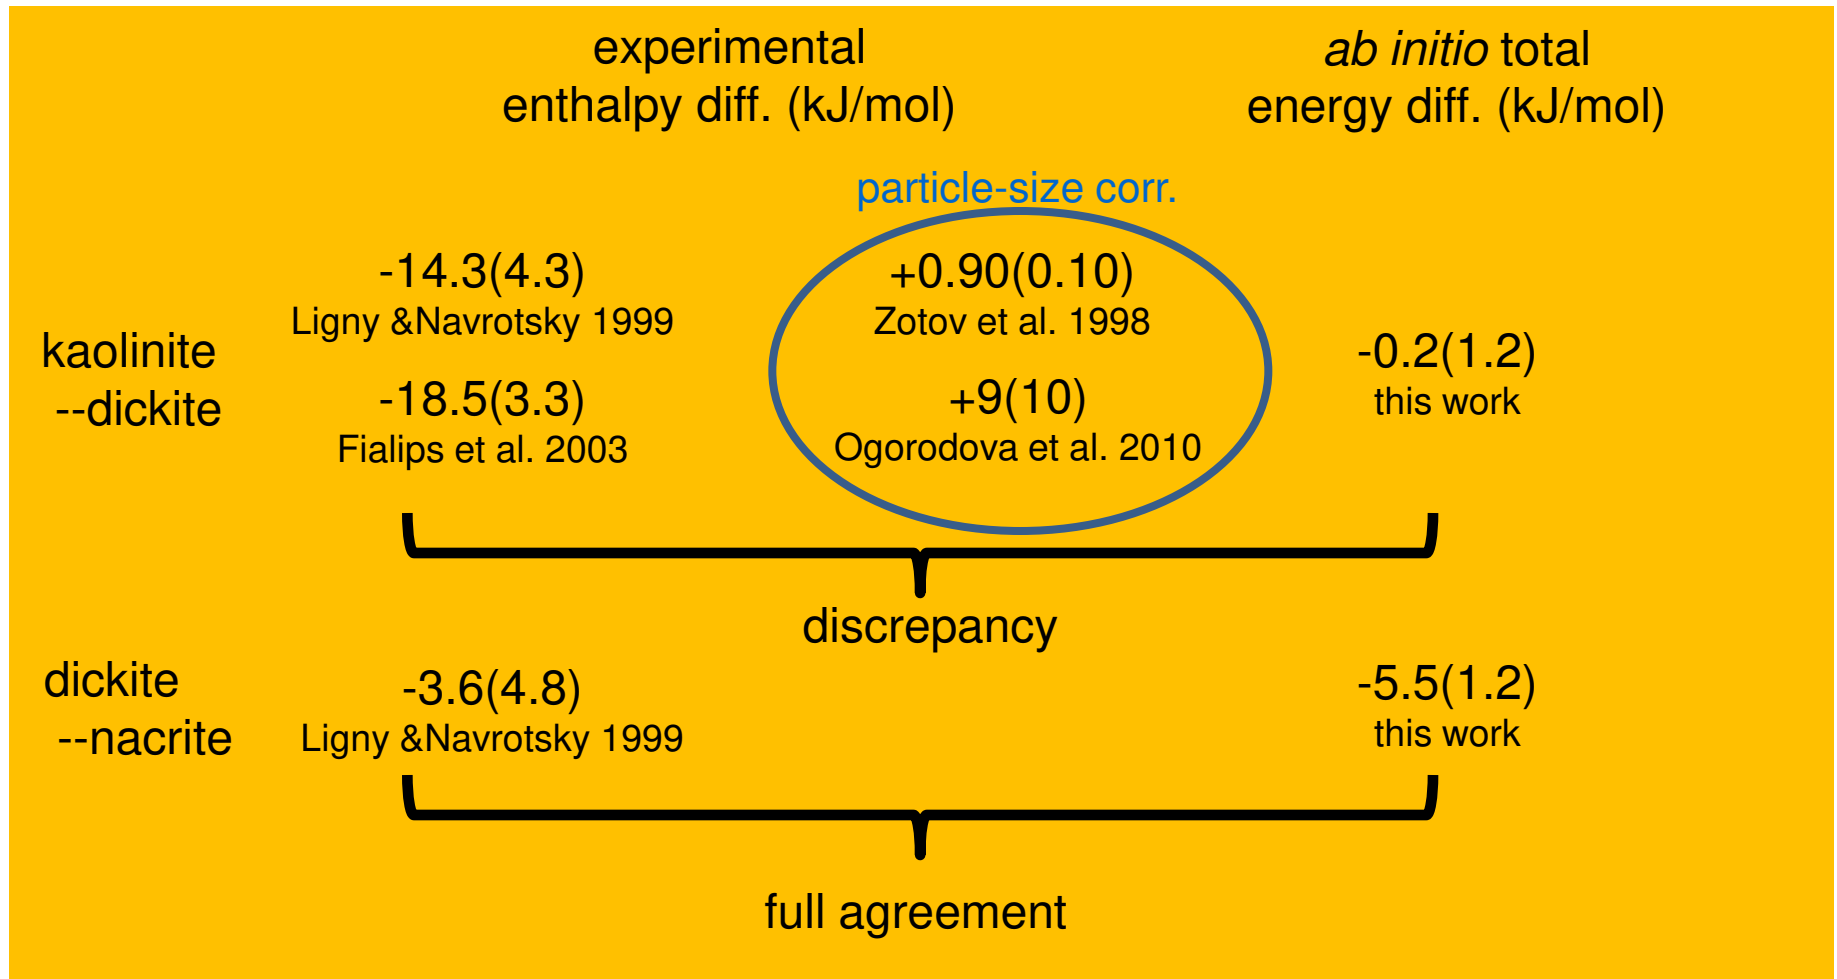 experimental
enthalpy diff. (kJ/mol)
ab initio total
energy diff. (kJ/mol)
particle-size corr.
kaolinite
--dickite
-14.3(4.3)
Ligny &Navrotsky 1999
-18.5(3.3)
Fialips et al. 2003
+0.90(0.10)
Zotov et al. 1998
+9(10)
Ogorodova et al. 2010
-0.2(1.2)
this work
discrepancy
dickite
--nacrite
-3.6(4.8)
Ligny &Navrotsky 1999
-5.5(1.2)
this work
full agreement